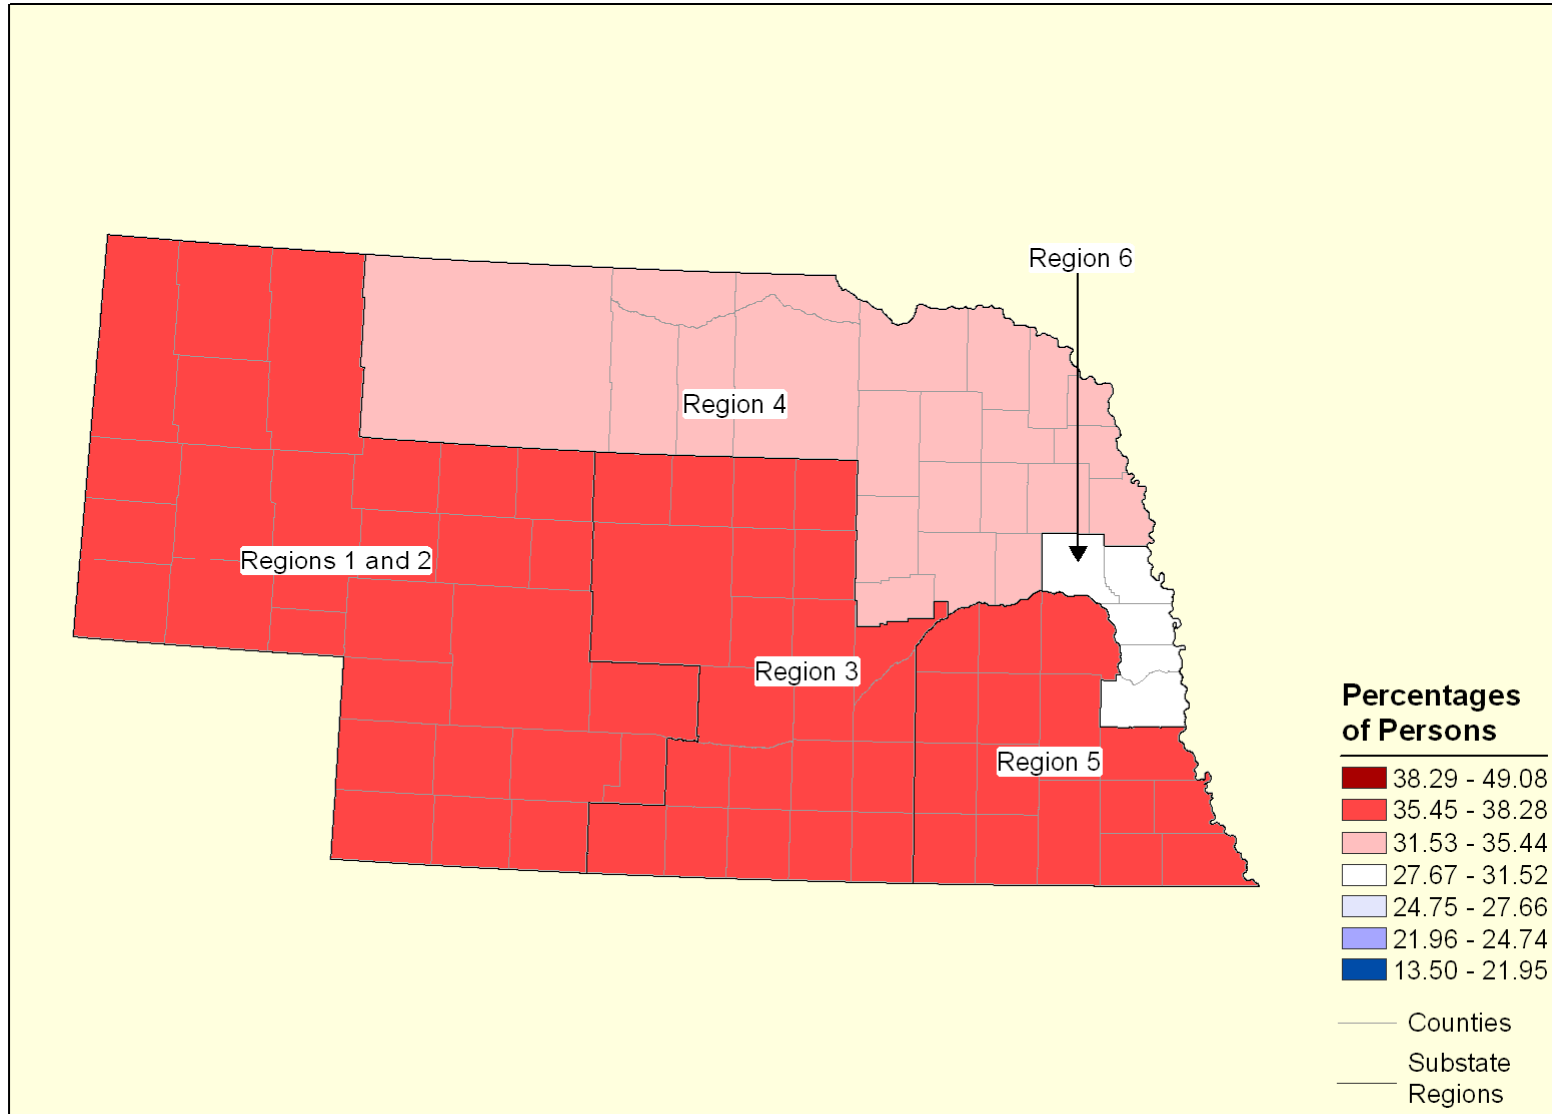 Region 6
Region 4
Regions 1 and 2
Region 3
Region 5
Percentages
of Persons
38.29 - 49.08
35.45 - 38.28
31.53 - 35.44
27.67 - 31.52
24.75 - 27.66
21.96 - 24.74
13.50 - 21.95
Counties
Substate
Regions